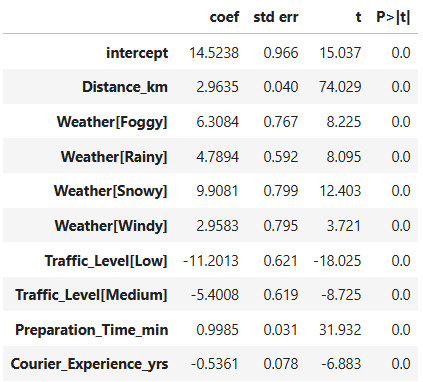 coef std err t P>|t|
intercept 14.5238 0.966 15.037 0.0
Distance_km 2.9635 0.040 74.029 0.0
Weather[Foggy] 6.3084 0.767 8.225 0.0
Weather[Rainy] 4.7894 0.592 8.095 0.0
Weather[Snowy] 9.9081 0.799 12.403 0.0
Weather[Windy] 2.9583 0.795 3.721 0.0
Traffic_Level[Low] -11.2013 0.621 -18.025 0.0
Traffic_Level[Medium] -5.4008 0.619 -8.725 0.0
Preparation_Time_min 0.9985 0.031 31.932 0.0
Courier_Experience_yrs -0.5361 0.078 -6.883 0.0